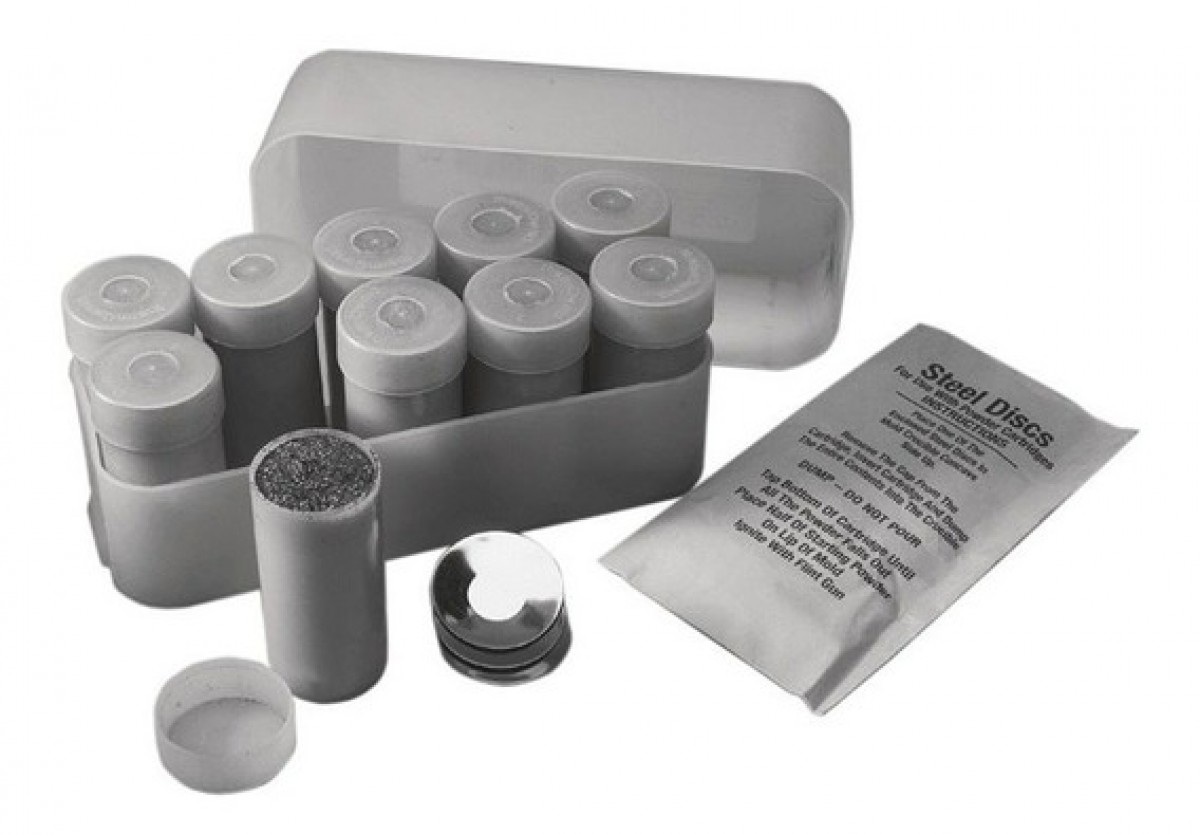 Steel Discs
For Use With Powder Cartridges
INSTRUCTIONS
Place One Of The
Enclosed Steel Discs In
Mold Crucible Concave
Side Up.
Remove The Cap From The
Cartridge, Insert Cartridge And Dump
The Entire Contents Into The Crucible.
DUMP – DO NOT POUR
Tap Bottom Of Cartridge Until
All The Powder Falls Out
Place Half Of Starting Powder
On Lip Of Mold
Ignite With Flint Gun